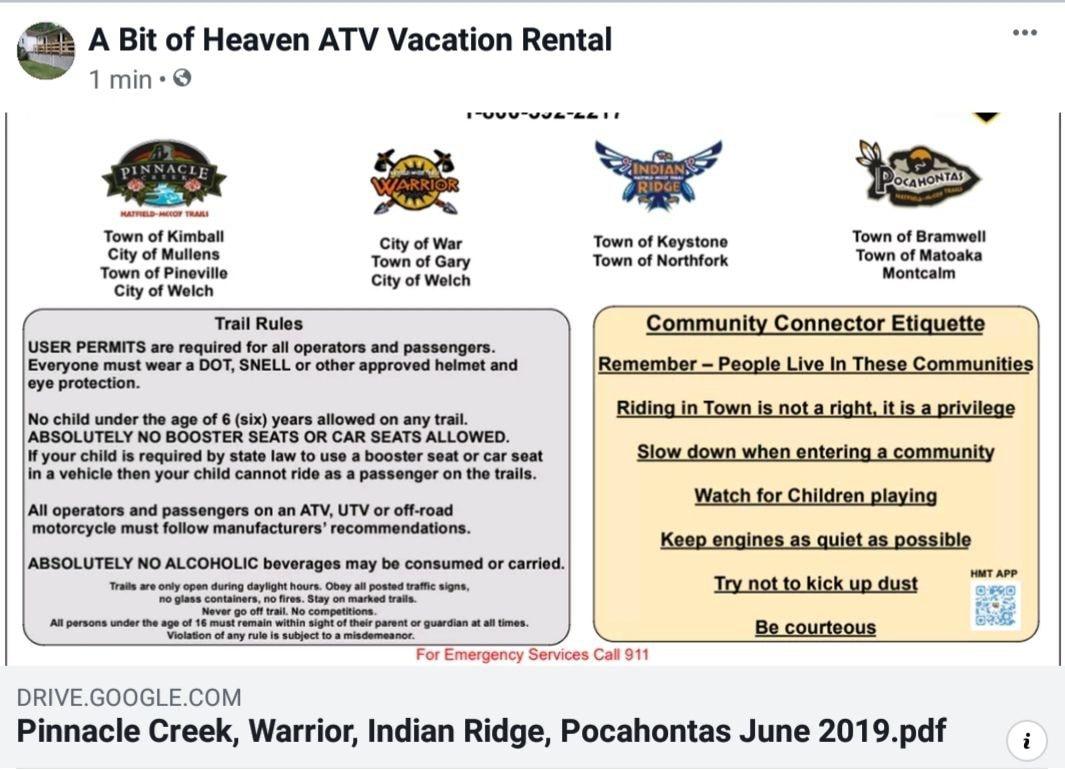 A Bit of Heaven ATV Vacation Rental
1 min
1-800-592-2217
PINNACLE
CREEK
HATFIELD-McCOY TRAILS
WARRIOR
INDIAN
HATFIELD-McCOY TRAILS
RIDGE
POCAHONTAS
HATFIELD-McCOY TRAILS
Town of Kimball
City of Mullens
Town of Pineville
City of Welch
City of War
Town of Gary
City of Welch
Town of Keystone
Town of Northfork
Town of Bramwell
Town of Matoaka
Montcalm
Trail Rules
USER PERMITS are required for all operators and passengers.
Everyone must wear a DOT, SNELL or other approved helmet and
eye protection.
No child under the age of 6 (six) years allowed on any trail.
ABSOLUTELY NO BOOSTER SEATS OR CAR SEATS ALLOWED.
If your child is required by state law to use a booster seat or car seat
in a vehicle then your child cannot ride as a passenger on the trails.
All operators and passengers on an ATV, UTV or off-road
motorcycle must follow manufacturers' recommendations.
ABSOLUTELY NO ALCOHOLIC beverages may be consumed or carried.
Trails are only open during daylight hours. Obey all posted traffic signs,
no glass containers, no fires. Stay on marked trails.
Never go off trail. No competitions.
All persons under the age of 16 must remain within sight of their parent or guardian at all times.
Violation of any rule is subject to a misdemeanor.
Community Connector Etiquette
Remember – People Live In These Communities
Riding in Town is not a right, it is a privilege
Slow down when entering a community
Watch for Children playing
Keep engines as quiet as possible
Try not to kick up dust
Be courteous
HMT APP
For Emergency Services Call 911
DRIVE.GOOGLE.COM
Pinnacle Creek, Warrior, Indian Ridge, Pocahontas June 2019.pdf
i